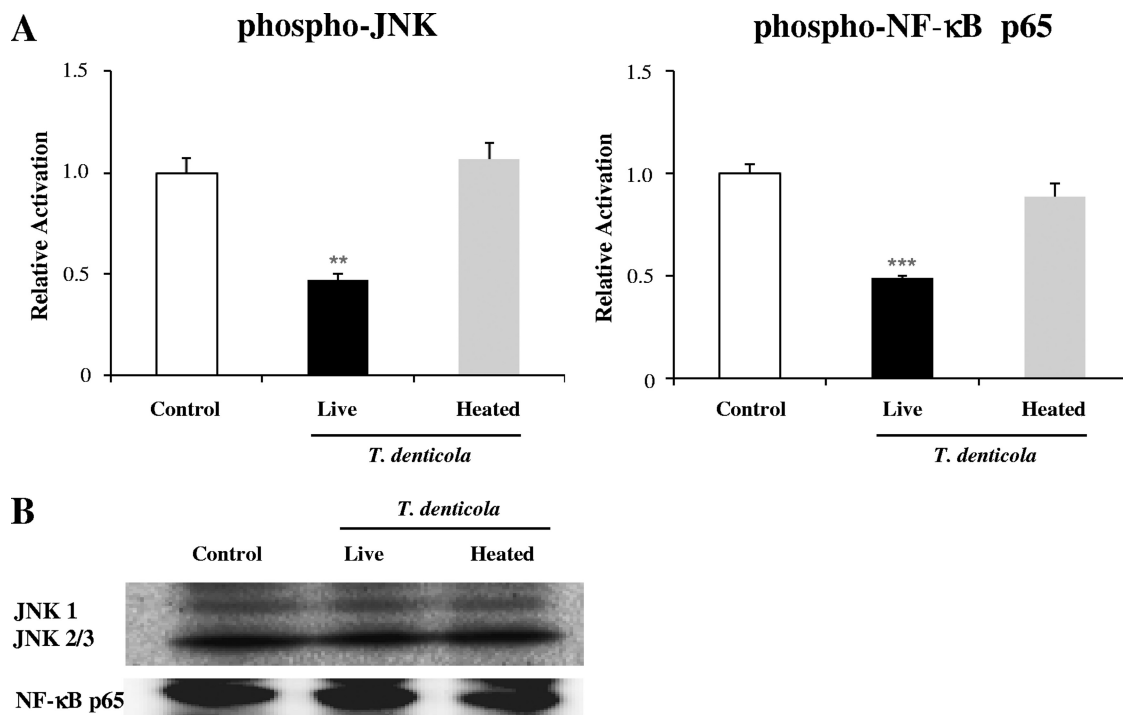 A
phospho-JNK
1.5
1.0
0.5
0
Relative Activation
**
Control
Live
Heated
T. denticola
phospho-NF-κB p65
1.5
1.0
0.5
0
Relative Activation
***
Control
Live
Heated
T. denticola
B
T. denticola
Control
Live
Heated
JNK 1
JNK 2/3
NF-κB p65